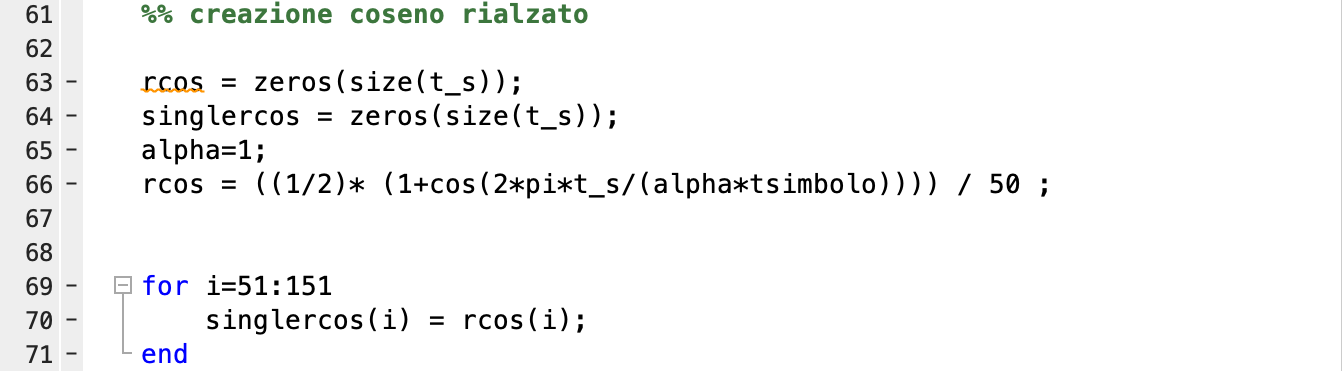 61 %% creazione coseno rialzato
62
63 - rcos = zeros(size(t_s));
64 - singlercos = zeros(size(t_s));
65 - alpha=1;
66 - rcos = ((1/2)* (1+cos(2*pi*t_s/(alpha*tsimbolo)))) / 50 ;
67
68
69 - for i=51:151
70 - singlercos(i) = rcos(i);
71 - end